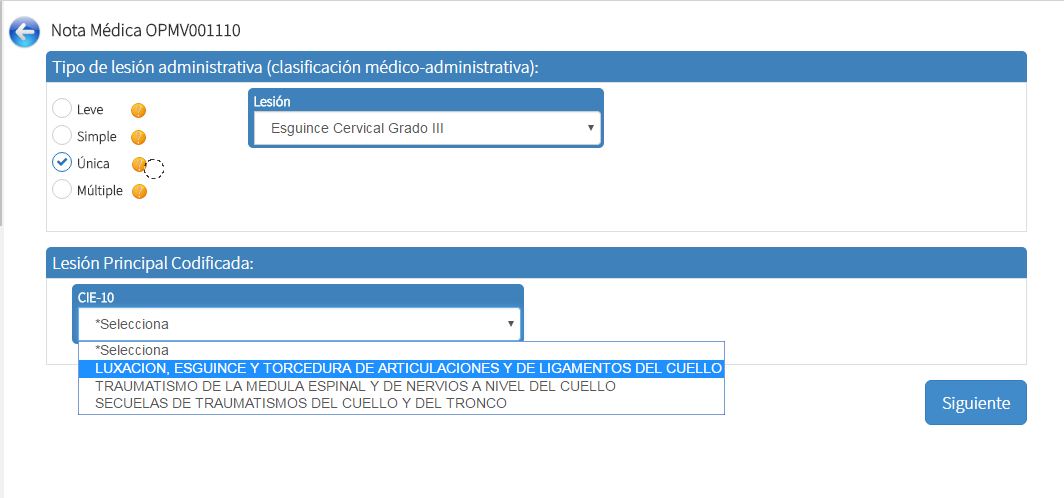 Nota Médica OPMV001110
Tipo de lesión administrativa (clasificación médico-administrativa):
Leve
Simple
Única
Múltiple
Lesión
Esguince Cervical Grado III
Lesión Principal Codificada:
CIE-10
*Selecciona
*Selecciona
LUXACION, ESGUINCE Y TORCEDURA DE ARTICULACIONES Y DE LIGAMENTOS DEL CUELLO
TRAUMATISMO DE LA MEDULA ESPINAL Y DE NERVIOS A NIVEL DEL CUELLO
SECUELAS DE TRAUMATISMOS DEL CUELLO Y DEL TRONCO
Siguiente